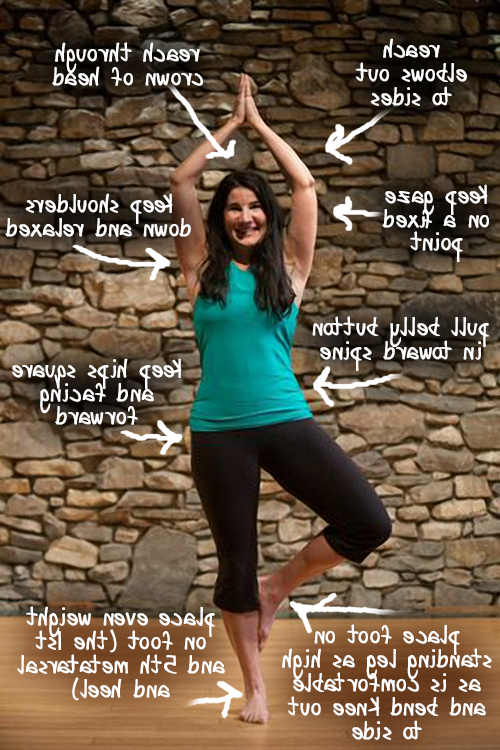 reach through
crown of head
reach
elbows out
to sides
keep shoulders
down and relaxed
keep gaze
on a fixed
point
pull belly button
in toward spine
keep hips square
and facing
forward
place even weight
on foot (the 1st
and 5th metatarsal
and heel)
place foot on
standing leg as high
as is comfortable
and bend knee out
to side